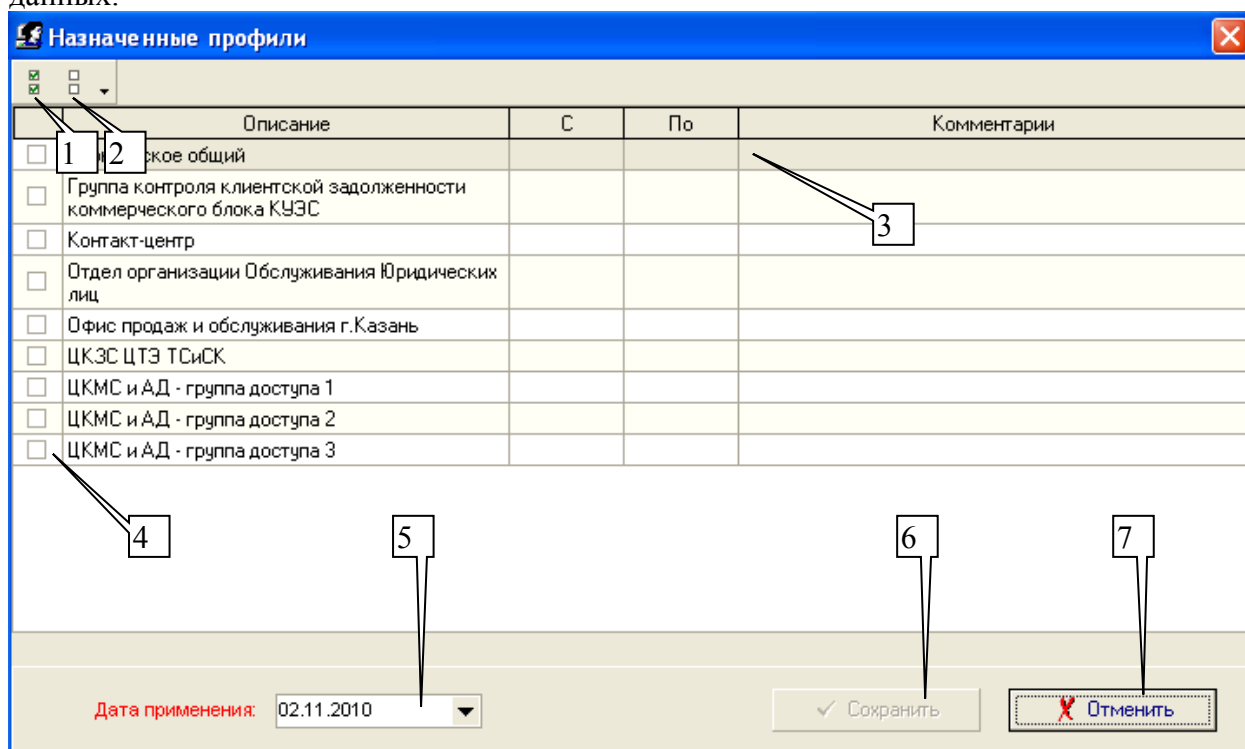 данных.
Назначенные профили
Описание С По Комментарии
1 2 ское общий
Группа контроля клиентской задолженности
коммерческого блока КУЭС
3
Контакт-центр
Отдел организации Обслуживания Юридических
лиц
Офис продаж и обслуживания г.Казань
ЦКЗС ЦТЭ ТСиСК
ЦКМС и АД - группа доступа 1
ЦКМС и АД - группа доступа 2
ЦКМС и АД - группа доступа 3
4 5 6 7
Дата применения: 02.11.2010 Сохранить Отменить